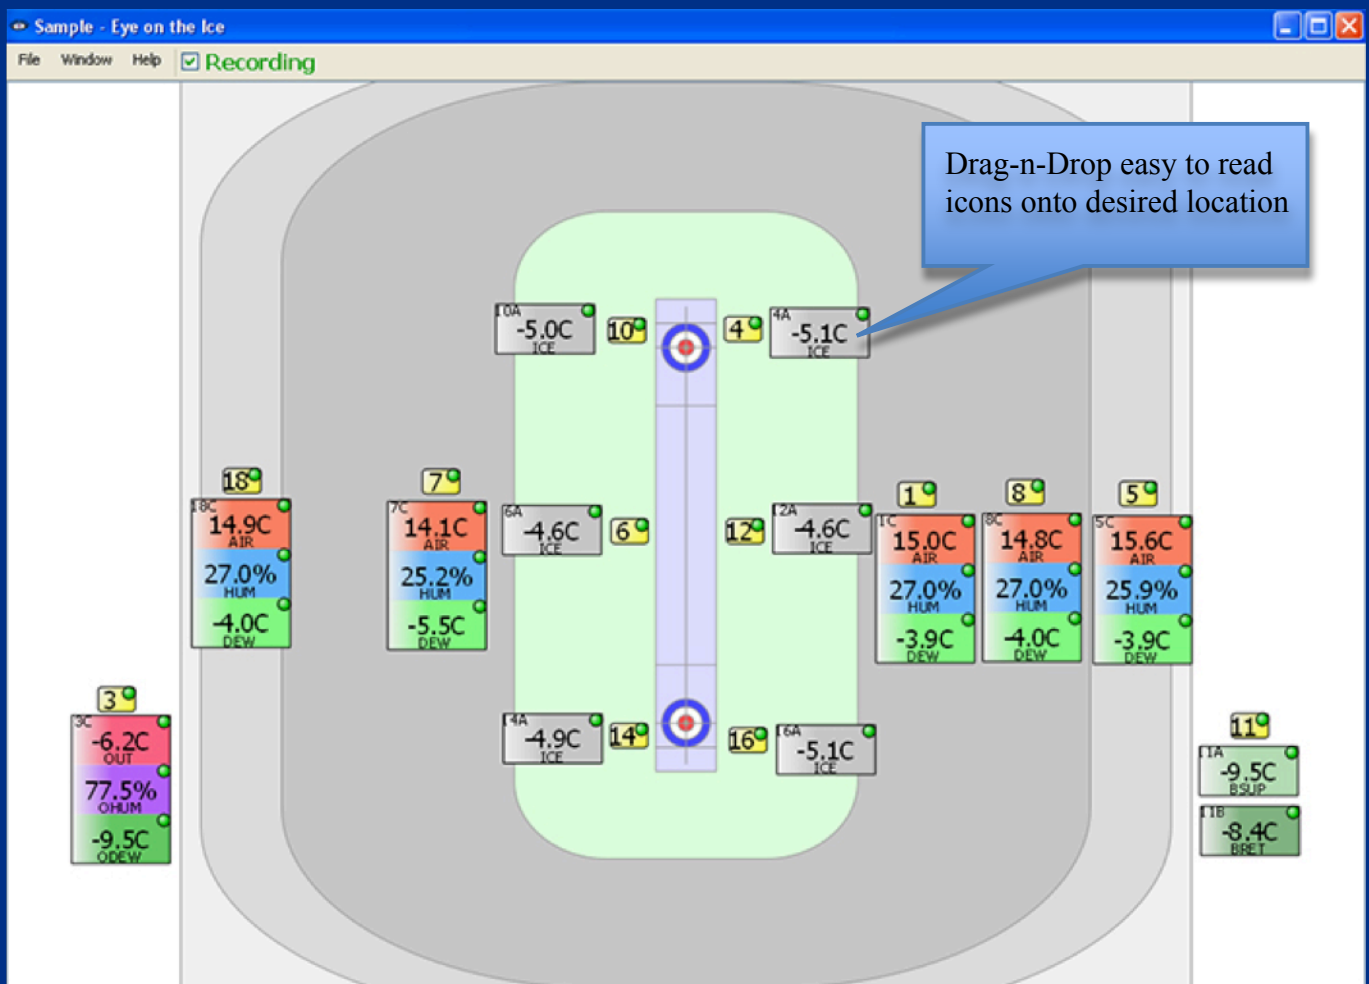 Sample - Eye on the Ice
File Window Help Recording
Drag-n-Drop easy to read
icons onto desired location
10A
-5.0C
ICE
10
4
4A
-5.1C
ICE
18
18C
14.9C
AIR
27.0%
HUM
-4.0C
DEW
7
7C
14.1C
AIR
25.2%
HUM
-5.5C
DEW
6A
-4.6C
ICE
6
12
12A
-4.6C
ICE
1
1C
15.0C
AIR
27.0%
HUM
-3.9C
DEW
8
8C
14.8C
AIR
27.0%
HUM
-4.0C
DEW
5
5C
15.6C
AIR
25.9%
HUM
-3.9C
DEW
3
3C
-6.2C
OUT
77.5%
OHUM
-9.5C
ODEW
14A
-4.9C
ICE
14
16
16A
-5.1C
ICE
11
11A
-9.5C
BSUP
11B
-8.4C
BRET